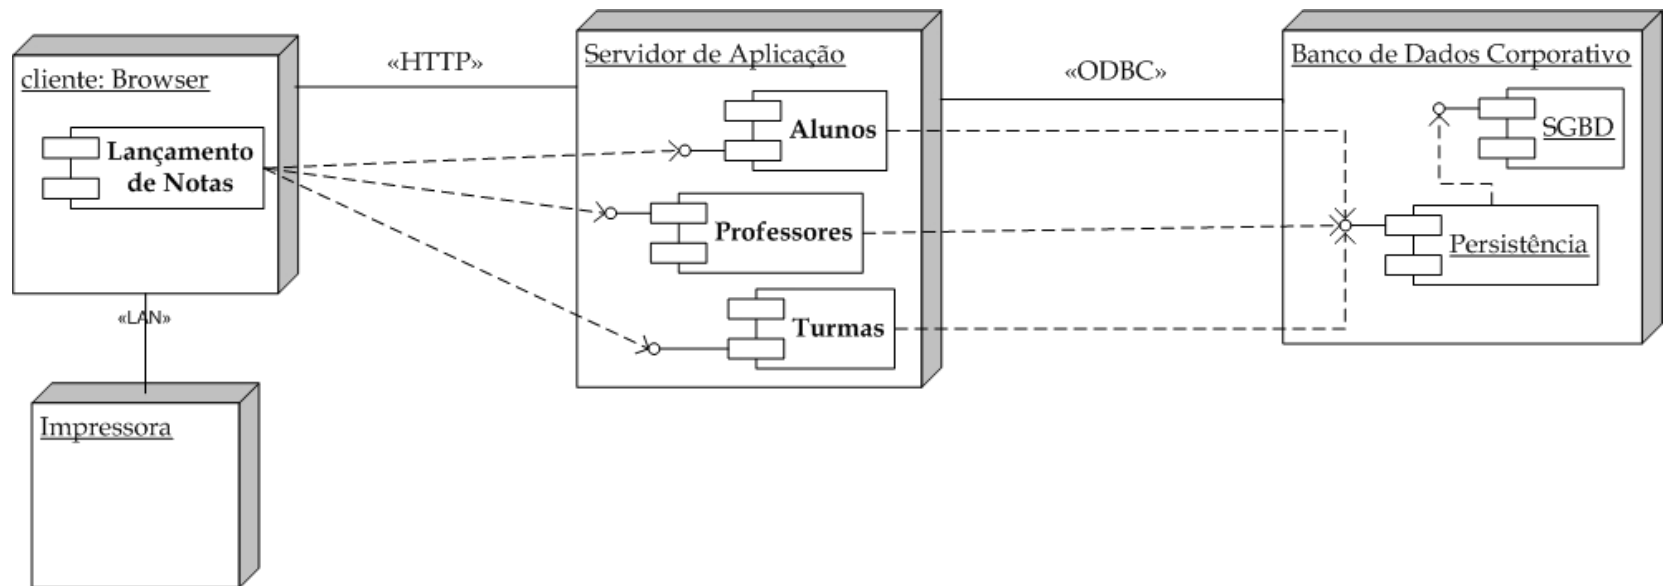 cliente: Browser
Lançamento
de Notas
«HTTP»
Servidor de Aplicação
Alunos
Professores
Turmas
«ODBC»
Banco de Dados Corporativo
SGBD
Persistência
«LAN»
Impressora